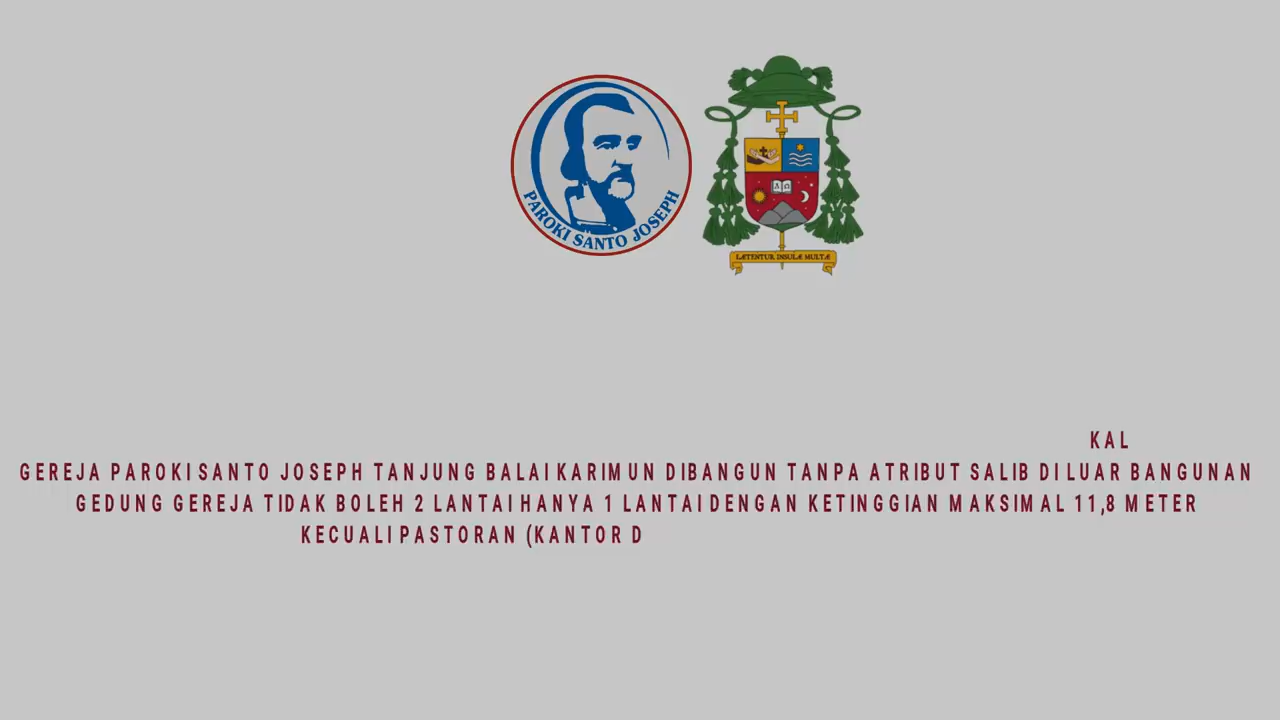 PAROKI SANTO JOSEPH
LÆTENTUR INSULÆ MULTÆ
KAL
GEREJA PAROKI SANTO JOSEPH TANJUNG BALAI KARIMUN DIBANGUN TANPA ATRIBUT SALIB DI LUAR BANGUNAN
GEDUNG GEREJA TIDAK BOLEH 2 LANTAI HANYA 1 LANTAI DENGAN KETINGGIAN MAKSIMAL 11,8 METER
KECUALI PASTORAN (KANTOR D